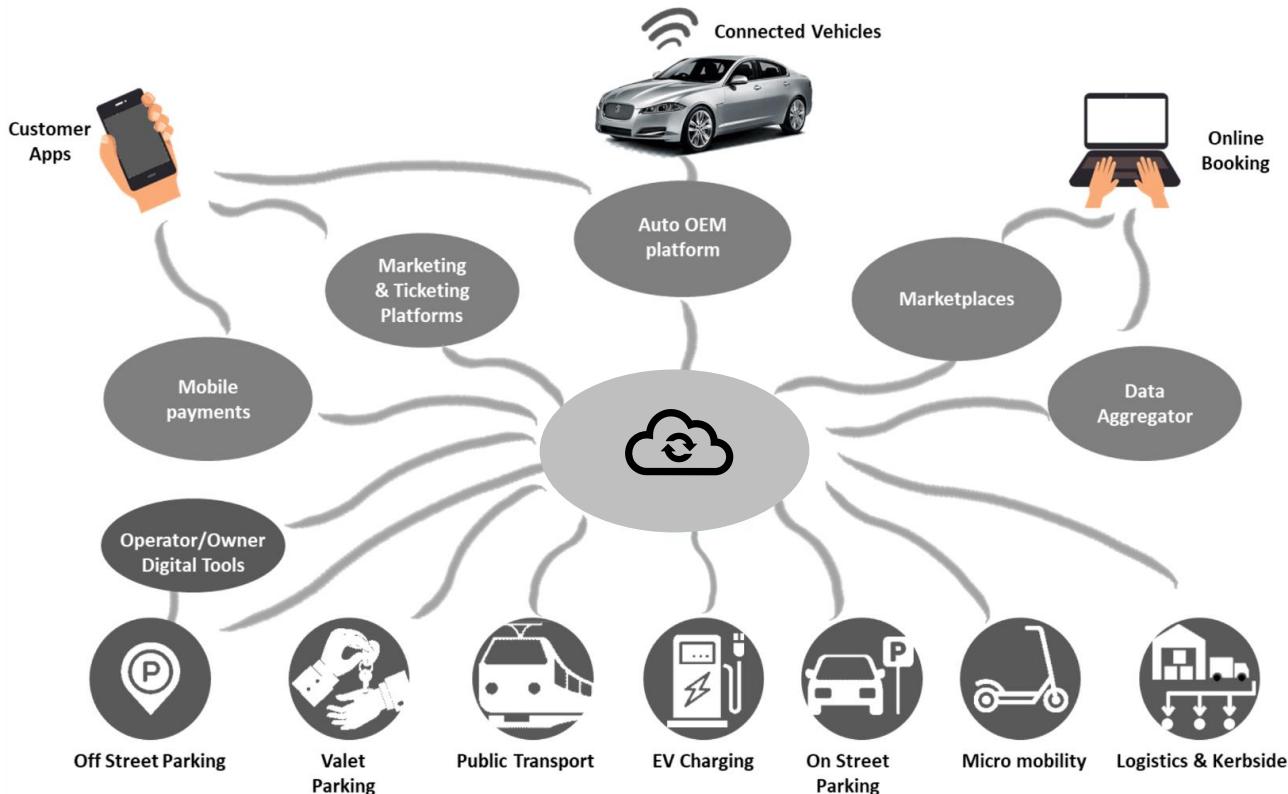 Connected Vehicles
Customer
Apps
Online
Booking
Auto OEM
platform
Marketing
& Ticketing
Platforms
Marketplaces
Mobile
payments
Data
Aggregator
Operator/Owner
Digital Tools
P
P
Off Street Parking
Valet
Parking
Public Transport
EV Charging
On Street
Parking
Micro mobility
Logistics & Kerbside